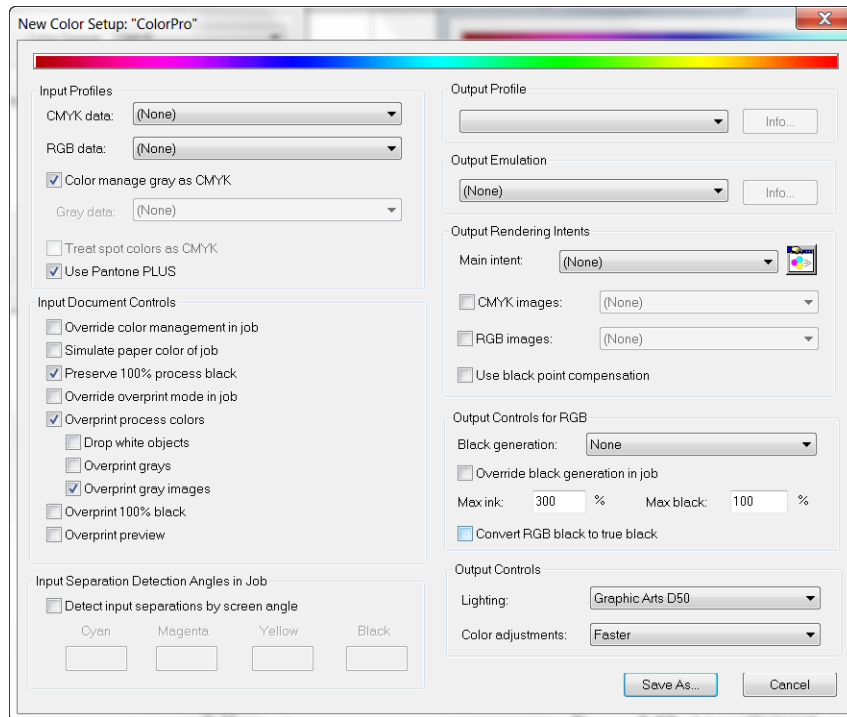 New Color Setup: "ColorPro"
Input Profiles
CMYK data: (None)
RGB data: (None)
Color manage gray as CMYK
Gray data: (None)
Treat spot colors as CMYK
Use Pantone PLUS
Input Document Controls
Override color management in job
Simulate paper color of job
Preserve 100% process black
Override overprint mode in job
Overprint process colors
Drop white objects
Overprint grays
Overprint gray images
Overprint 100% black
Overprint preview
Input Separation Detection Angles in Job
Detect input separations by screen angle
Cyan Magenta Yellow Black
Output Profile
Info...
Output Emulation
(None) Info...
Output Rendering Intents
Main intent: (None)
CMYK images: (None)
RGB images: (None)
Use black point compensation
Output Controls for RGB
Black generation: None
Override black generation in job
Max ink: 300 % Max black: 100 %
Convert RGB black to true black
Output Controls
Lighting: Graphic Arts D50
Color adjustments: Faster
Save As... Cancel